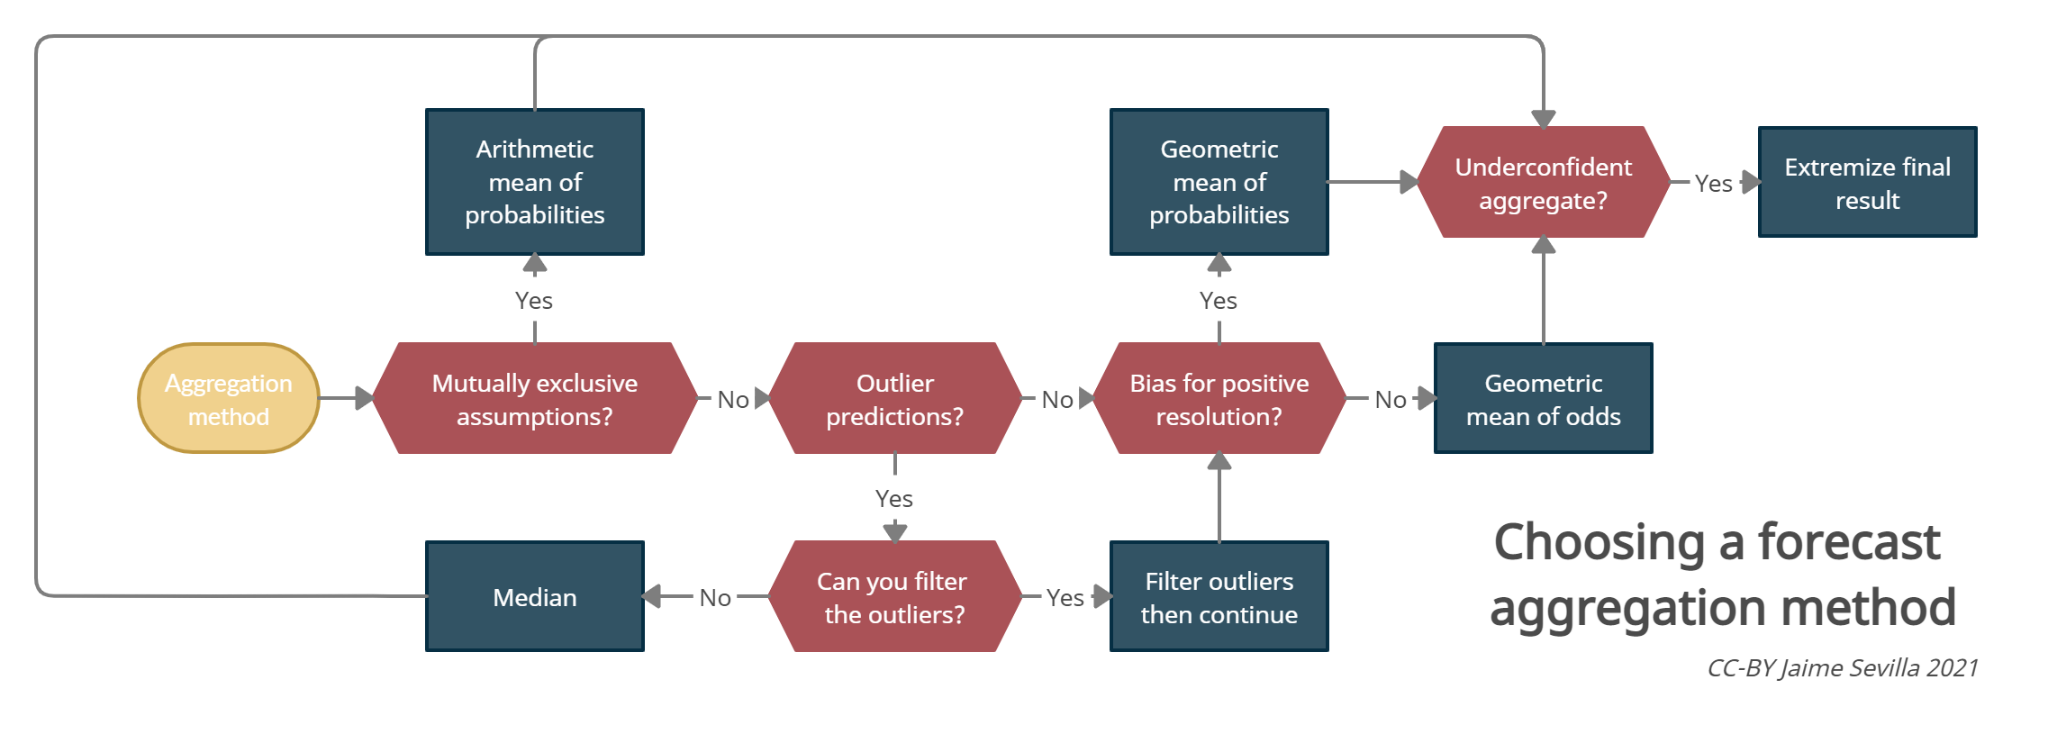 Arithmetic
mean of
probabilities
Geometric
mean of
probabilities
Underconfident
aggregate?
Yes
Extremize final
result
Yes
Yes
Aggregation
method
Mutually exclusive
assumptions?
No
Outlier
predictions?
No
Bias for positive
resolution?
No
Geometric
mean of odds
Yes
Median
No
Can you filter
the outliers?
Yes
Filter outliers
then continue
Choosing a forecast
aggregation method
CC-BY Jaime Sevilla 2021